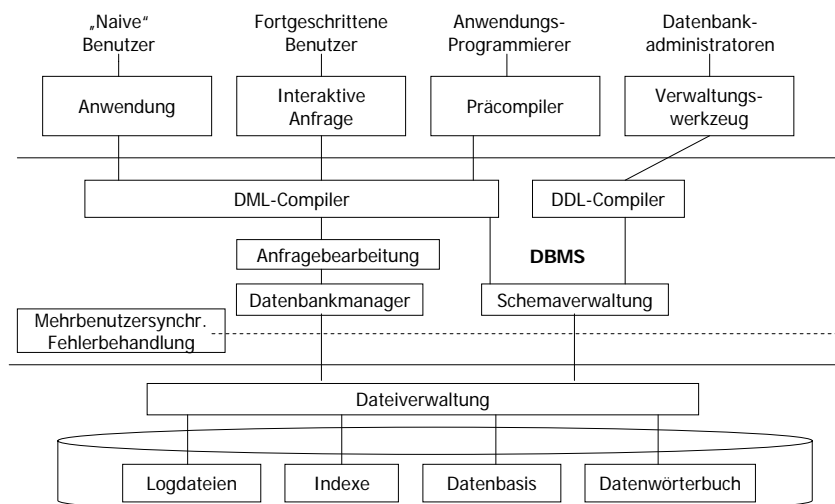 „Naive“
Benutzer
Fortgeschrittene
Benutzer
Anwendungs-
Programmierer
Datenbank-
administratoren
Anwendung
Interaktive
Anfrage
Präcompiler
Verwaltungs-
werkzeug
DML-Compiler
DDL-Compiler
Anfragebearbeitung
DBMS
Datenbankmanager
Schemaverwaltung
Mehrbenutzersynchr.
Fehlerbehandlung
Dateiverwaltung
Logdateien
Indexe
Datenbasis
Datenwörterbuch